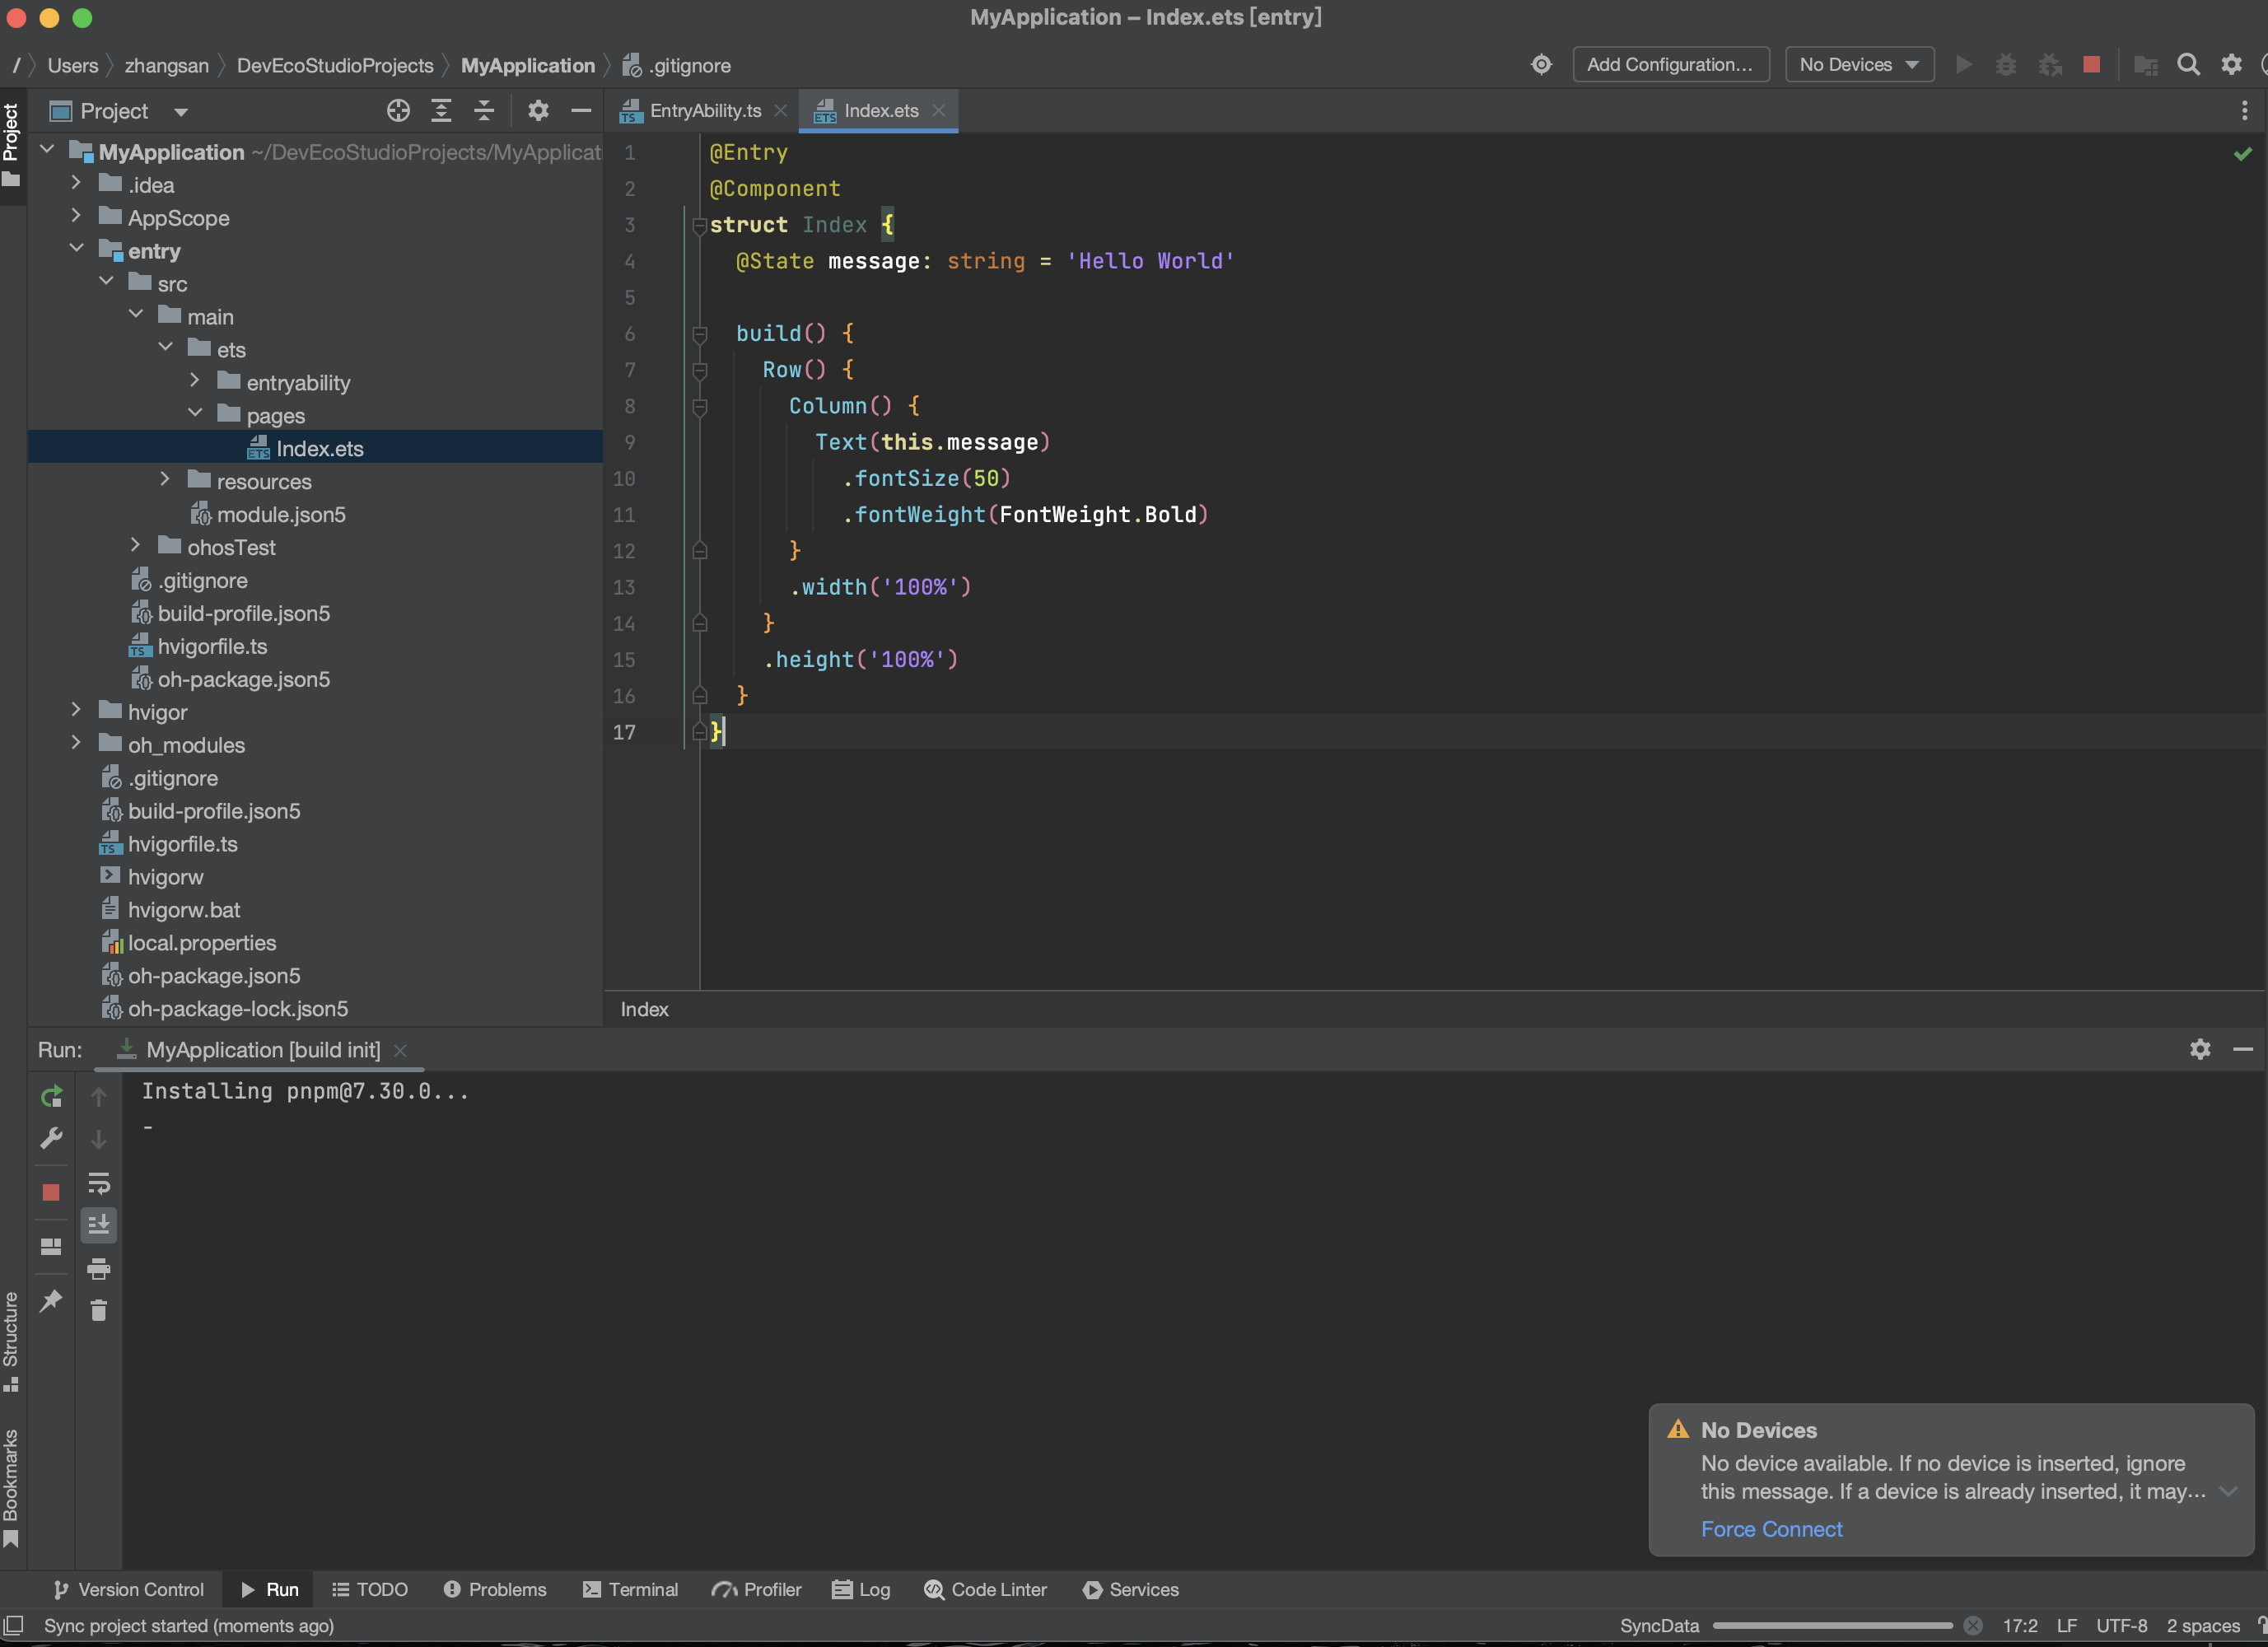 MyApplication – Index.ets [entry]
/ Users zhangsan DevEcoStudioProjects MyApplication .gitignore
Add Configuration...
No Devices
Project
Project
EntryAbility.ts
Index.ets
MyApplication ~/DevEcoStudioProjects/MyApplicati
.idea
AppScope
entry
src
main
ets
entryability
pages
Index.ets
resources
module.json5
ohosTest
.gitignore
build-profile.json5
hvigorfile.ts
oh-package.json5
hvigor
oh_modules
.gitignore
build-profile.json5
hvigorfile.ts
hvigorw
hvigorw.bat
local.properties
oh-package.json5
oh-package-lock.json5
1 @Entry
2 @Component
3 struct Index {
4 @State message: string = 'Hello World'
5
6 build() {
7 Row() {
8 Column() {
9 Text(this.message)
10 .fontSize(50)
11 .fontWeight(FontWeight.Bold)
12 }
13 .width('100%')
14 }
15 .height('100%')
16 }
17 }
Index
Run: MyApplication [build init]
Installing pnpm@7.30.0...
-
Structure
Bookmarks
No Devices
No device available. If no device is inserted, ignore
this message. If a device is already inserted, it may...
Force Connect
Version Control Run TODO Problems Terminal Profiler Log Code Linter Services
Sync project started (moments ago)
SyncData 17:2 LF UTF-8 2 spaces